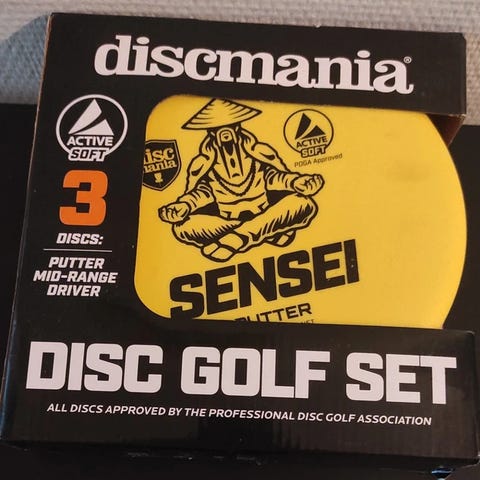 discmania®
ACTIVE
SOFT
3
DISCS:
PUTTER
MID-RANGE
DRIVER
disc
mania
ACTIVE
SOFT
PDGA Approved
SENSEI
PUTTER
DISC GOLF SET
ALL DISCS APPROVED BY THE PROFESSIONAL DISC GOLF ASSOCIATION